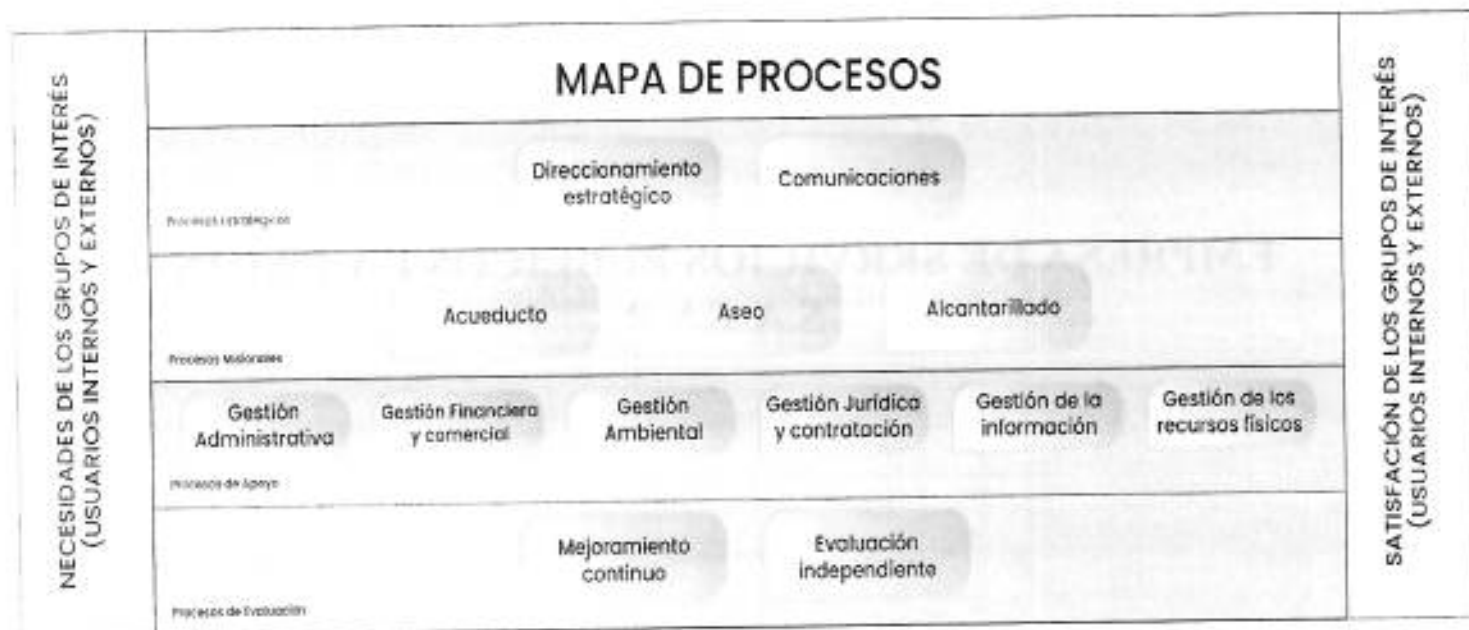 NECESIDADES DE LOS GRUPOS DE INTERÉS
(USUARIOS INTERNOS Y EXTERNOS)
MAPA DE PROCESOS
Direccionamiento
estratégico
Comunicaciones
Procesos Estratégicos
Acueducto
Aseo
Alcantarillado
Procesos Misionales
Gestión
Administrativa
Gestión Financiera
y comercial
Gestión
Ambiental
Gestión Jurídica
y contratación
Gestión de la
información
Gestión de los
recursos físicos
Procesos de Apoyo
Mejoramiento
continuo
Evaluación
independiente
Procesos de Evaluación
SATISFACCIÓN DE LOS GRUPOS DE INTERÉS
(USUARIOS INTERNOS Y EXTERNOS)